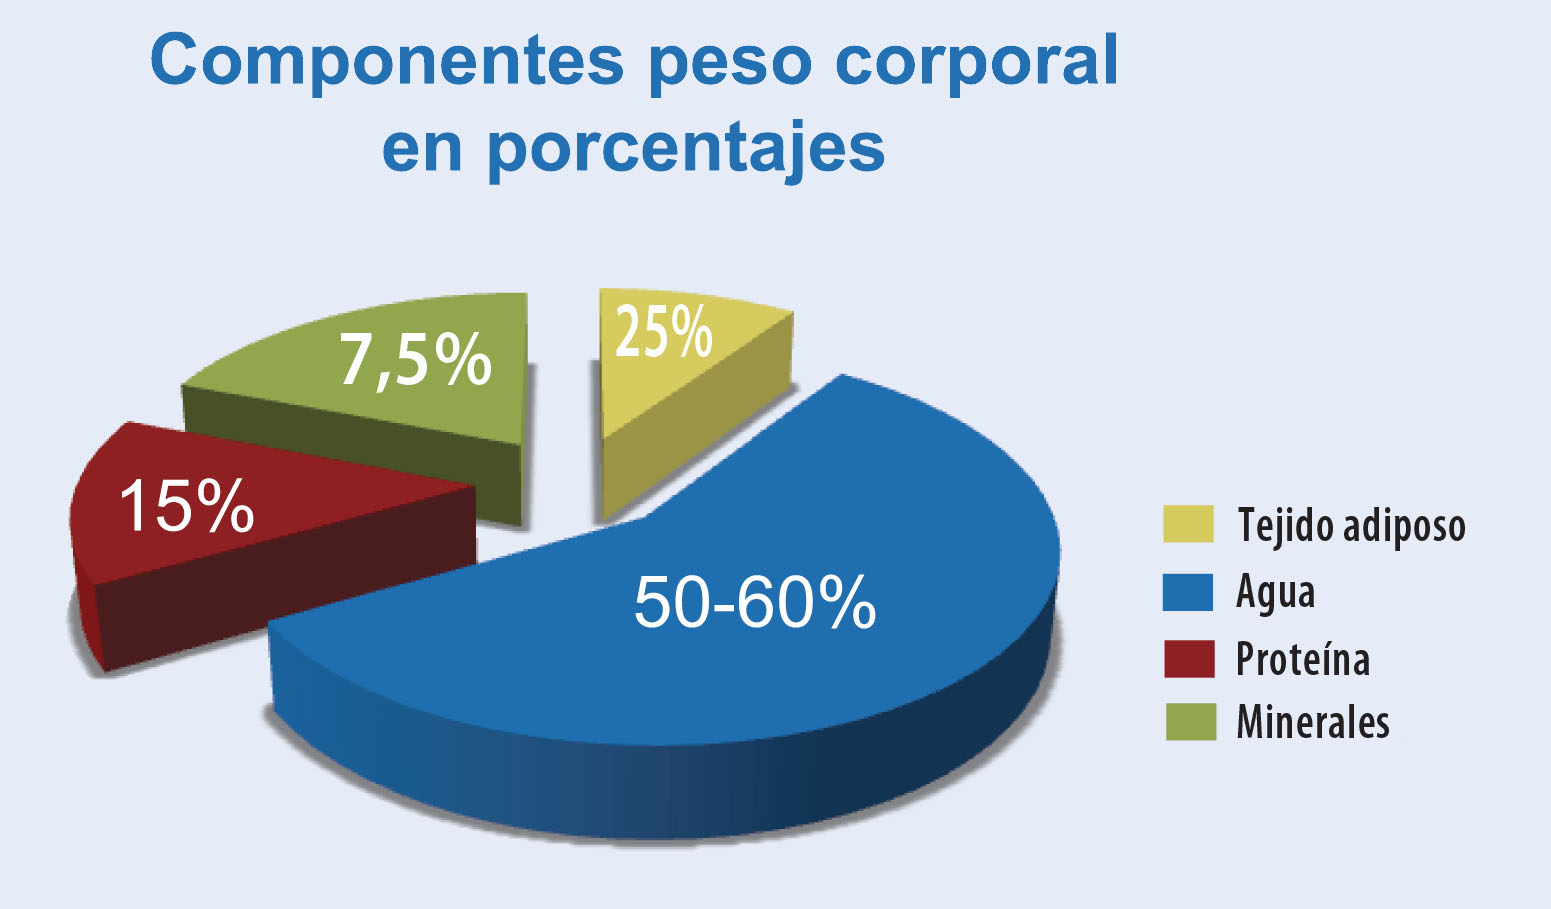 Componentes peso corporal
en porcentajes
25%
7,5%
15%
50-60%
Tejido adiposo
Agua
Proteína
Minerales